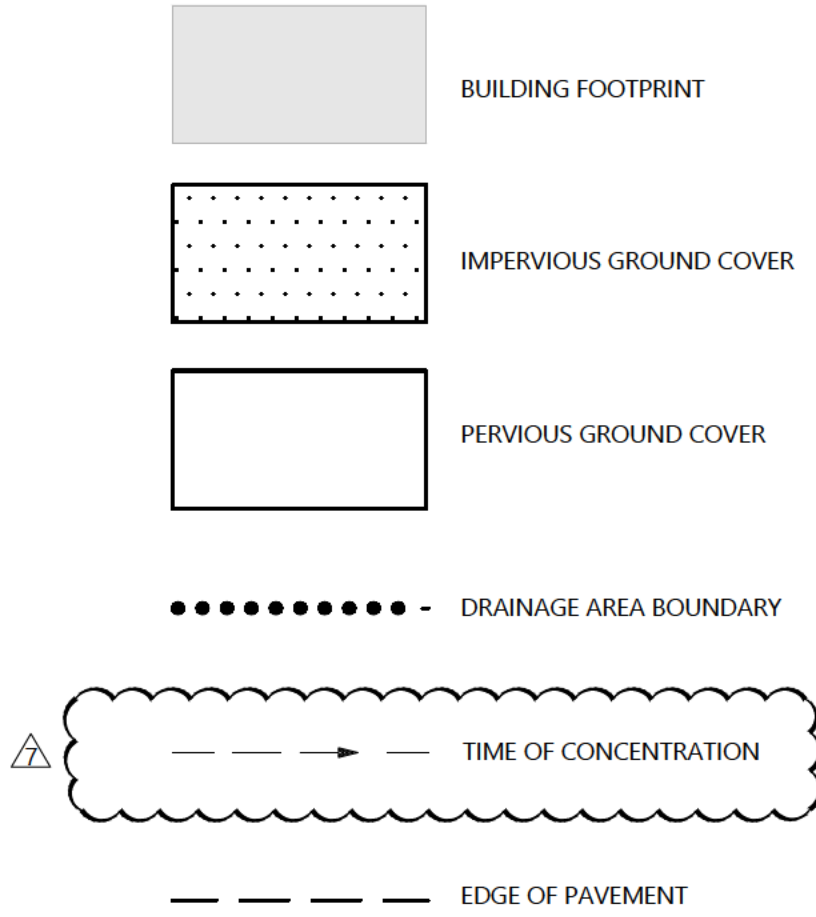 BUILDING FOOTPRINT
IMPERVIOUS GROUND COVER
PERVIOUS GROUND COVER
DRAINAGE AREA BOUNDARY
7 TIME OF CONCENTRATION
EDGE OF PAVEMENT